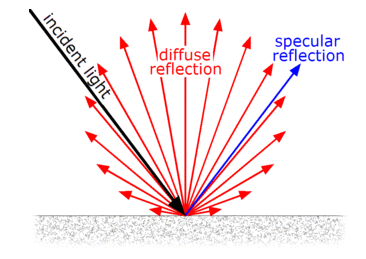 incident light
diffuse
reflection
specular
reflection